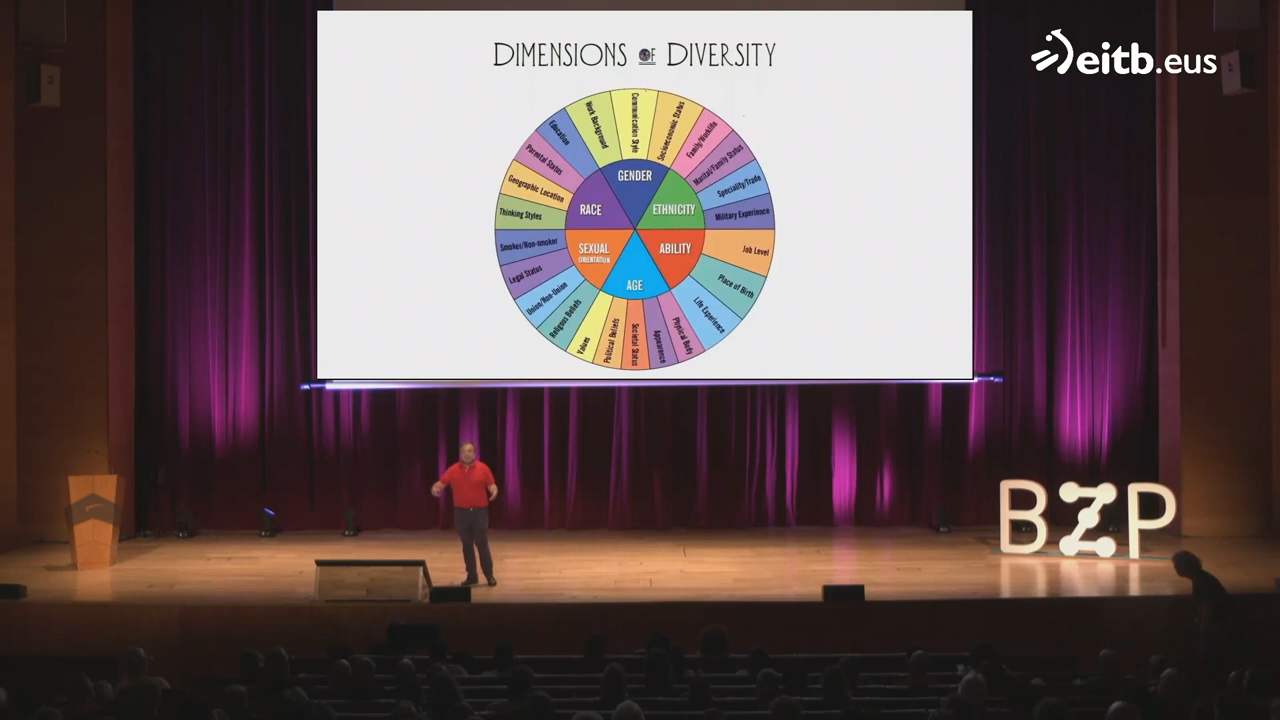 DIMENSIONS OF DIVERSITY
eitb.eus
Communication Style
Socioeconomic Status
Family/Worklife
Marital/Family Status
Speciality/Trade
Military Experience
Job Level
Place of Birth
Life Experience
Physical Body
Appearance
Societal Status
Political Beliefs
Values
Religious Beliefs
Union/Non-Union
Legal Status
Smoker/Non-smoker
Thinking Styles
Geographic Location
Parental Status
Education
Work Background
GENDER
ETHNICITY
ABILITY
AGE
SEXUAL
ORIENTATION
RACE
BZP